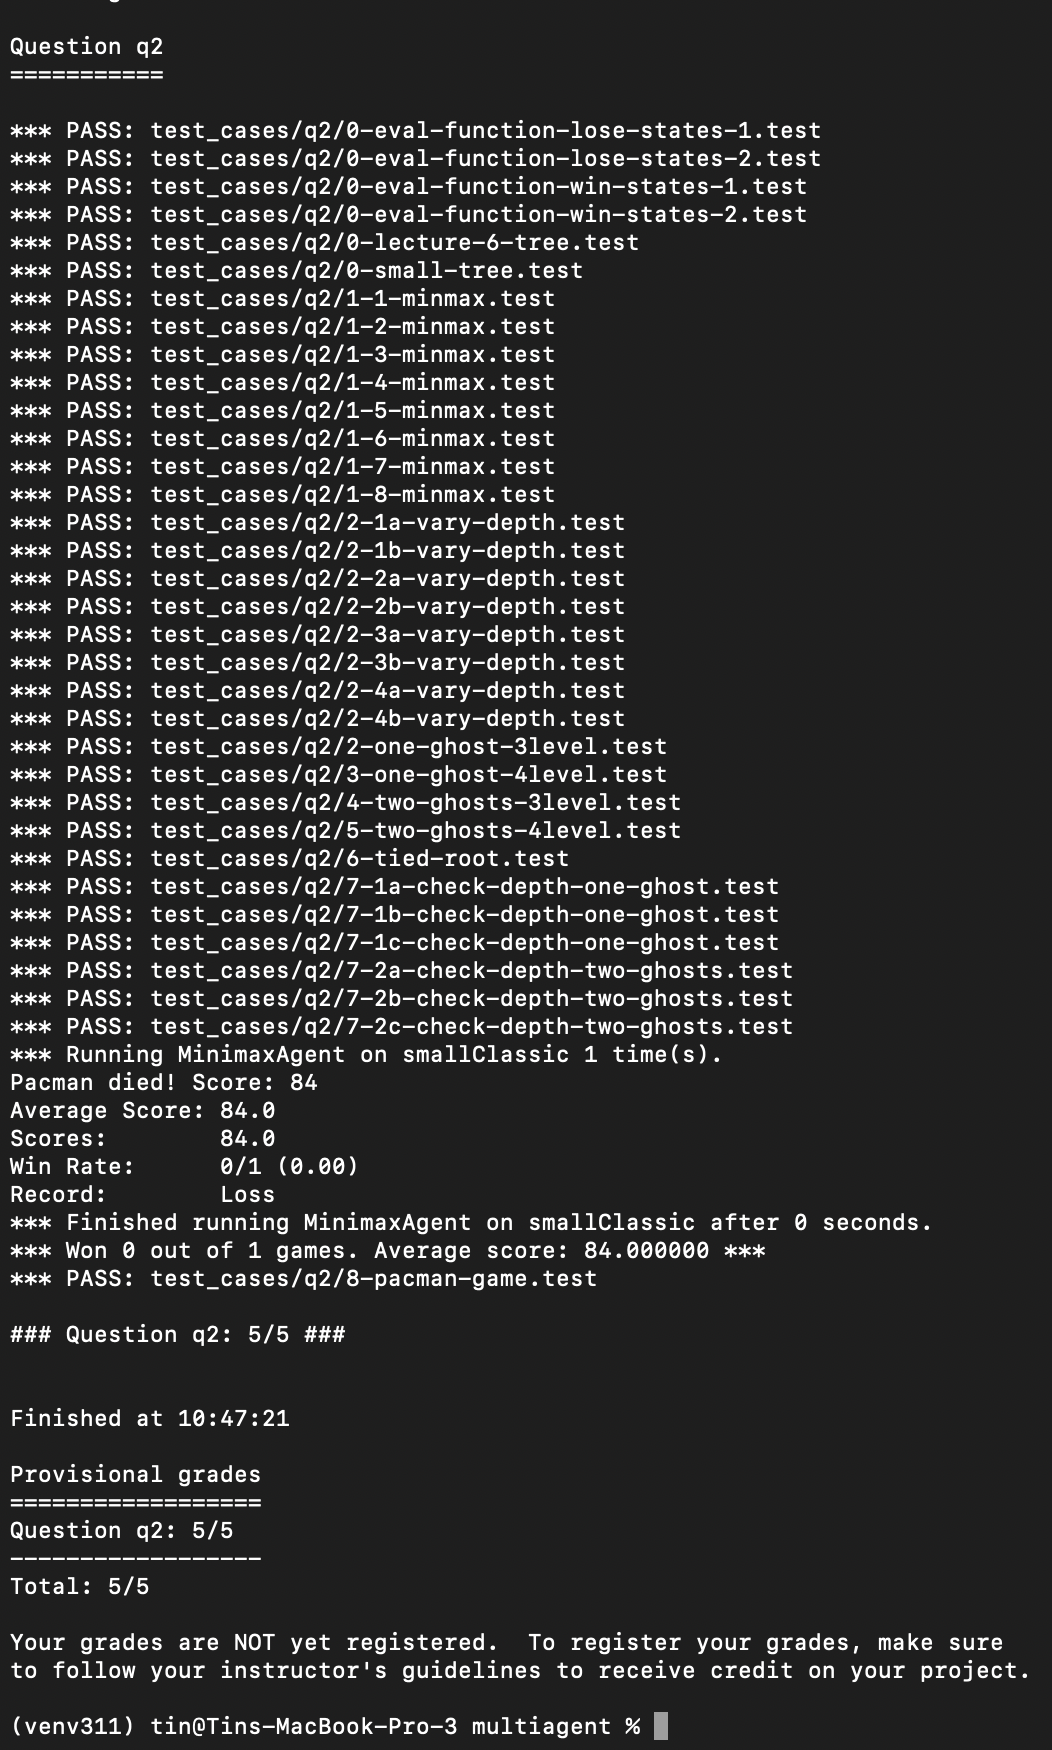 Question q2
===========
*** PASS: test_cases/q2/0-eval-function-lose-states-1.test
*** PASS: test_cases/q2/0-eval-function-lose-states-2.test
*** PASS: test_cases/q2/0-eval-function-win-states-1.test
*** PASS: test_cases/q2/0-eval-function-win-states-2.test
*** PASS: test_cases/q2/0-lecture-6-tree.test
*** PASS: test_cases/q2/0-small-tree.test
*** PASS: test_cases/q2/1-1-minmax.test
*** PASS: test_cases/q2/1-2-minmax.test
*** PASS: test_cases/q2/1-3-minmax.test
*** PASS: test_cases/q2/1-4-minmax.test
*** PASS: test_cases/q2/1-5-minmax.test
*** PASS: test_cases/q2/1-6-minmax.test
*** PASS: test_cases/q2/1-7-minmax.test
*** PASS: test_cases/q2/1-8-minmax.test
*** PASS: test_cases/q2/2-1a-vary-depth.test
*** PASS: test_cases/q2/2-1b-vary-depth.test
*** PASS: test_cases/q2/2-2a-vary-depth.test
*** PASS: test_cases/q2/2-2b-vary-depth.test
*** PASS: test_cases/q2/2-3a-vary-depth.test
*** PASS: test_cases/q2/2-3b-vary-depth.test
*** PASS: test_cases/q2/2-4a-vary-depth.test
*** PASS: test_cases/q2/2-4b-vary-depth.test
*** PASS: test_cases/q2/2-one-ghost-3level.test
*** PASS: test_cases/q2/3-one-ghost-4level.test
*** PASS: test_cases/q2/4-two-ghosts-3level.test
*** PASS: test_cases/q2/5-two-ghosts-4level.test
*** PASS: test_cases/q2/6-tied-root.test
*** PASS: test_cases/q2/7-1a-check-depth-one-ghost.test
*** PASS: test_cases/q2/7-1b-check-depth-one-ghost.test
*** PASS: test_cases/q2/7-1c-check-depth-one-ghost.test
*** PASS: test_cases/q2/7-2a-check-depth-two-ghosts.test
*** PASS: test_cases/q2/7-2b-check-depth-two-ghosts.test
*** PASS: test_cases/q2/7-2c-check-depth-two-ghosts.test
*** Running MinimaxAgent on smallClassic 1 time(s).
Pacman died! Score: 84
Average Score: 84.0
Scores:        84.0
Win Rate:      0/1 (0.00)
Record:        Loss
*** Finished running MinimaxAgent on smallClassic after 0 seconds.
*** Won 0 out of 1 games. Average score: 84.000000 ***
*** PASS: test_cases/q2/8-pacman-game.test
### Question q2: 5/5 ###
Finished at 10:47:21
Provisional grades
==================
Question q2: 5/5
------------------
Total: 5/5
Your grades are NOT yet registered.  To register your grades, make sure
to follow your instructor's guidelines to receive credit on your project.
(venv311) tin@Tins-MacBook-Pro-3 multiagent %